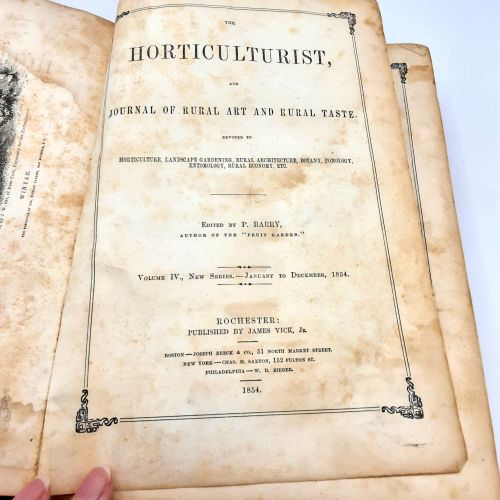 THE
HORTICULTURIST,
AND
JOURNAL OF RURAL ART AND RURAL TASTE.
DEVOTED TO
HORTICULTURE, LANDSCAPE GARDENING, RURAL ARCHITECTURE, BOTANY, POMOLOGY,
ENTOMOLOGY, RURAL ECONOMY, ETC.
EDITED BY P. BARRY,
AUTHOR OF THE "FRUIT GARDEN."
VOLUME IV., NEW SERIES.—JANUARY TO DECEMBER, 1854.
ROCHESTER:
PUBLISHED BY JAMES VICK, JR.
BOSTON—JOSEPH BRECK & CO., 51 NORTH MARKET STREET.
NEW YORK—CHAS. M. SAXTON, 152 FULTON ST.
PHILADELPHIA—W. B. ZIEBER.
1854.